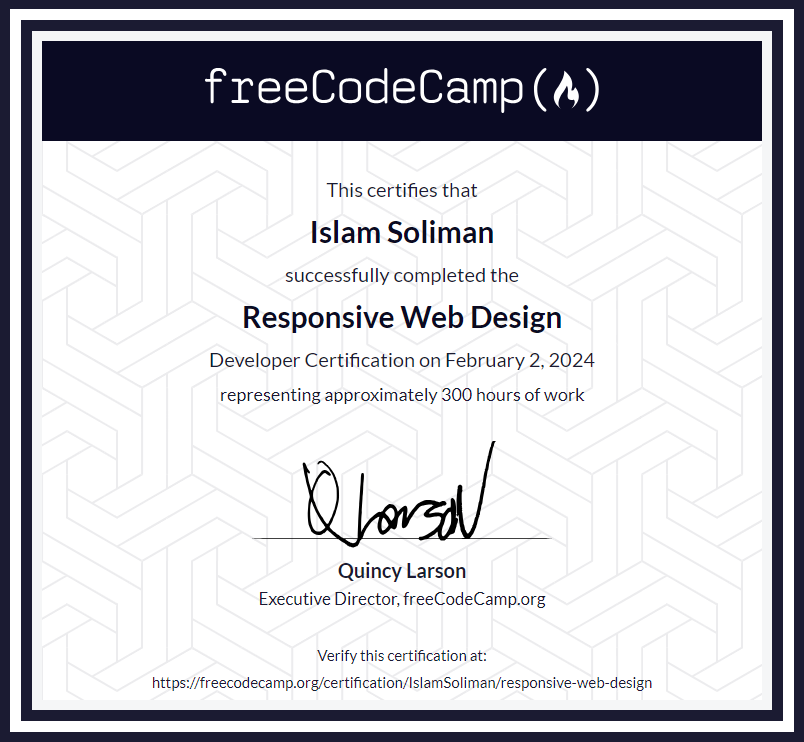 freeCodeCamp(🔥)
This certifies that
Islam Soliman
successfully completed the
Responsive Web Design
Developer Certification on February 2, 2024
representing approximately 300 hours of work
Q Larson
Quincy Larson
Executive Director, freeCodeCamp.org
Verify this certification at:
https://freecodecamp.org/certification/IslamSoliman/responsive-web-design